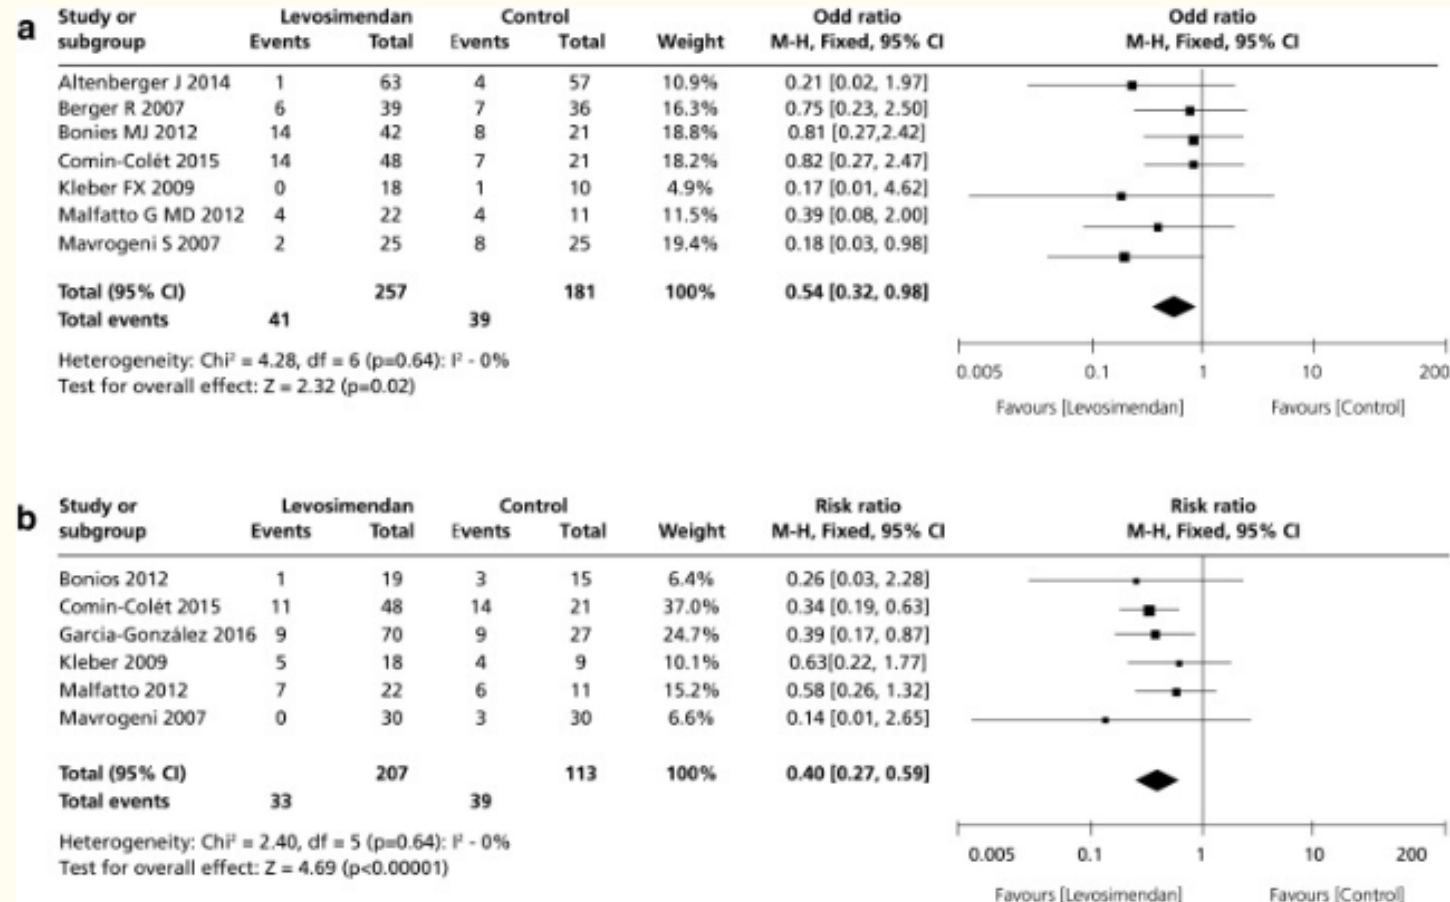 a
Study or Levosimendan Control Odd ratio Odd ratio
subgroup Events Total Events Total Weight M-H, Fixed, 95% CI M-H, Fixed, 95% CI
Altenberger J 2014 1 63 4 57 10.9% 0.21 [0.02, 1.97]
Berger R 2007 6 39 7 36 16.3% 0.75 [0.23, 2.50]
Bonies MJ 2012 14 42 8 21 18.8% 0.81 [0.27,2.42]
Comin-Colét 2015 14 48 7 21 18.2% 0.82 [0.27, 2.47]
Kleber FX 2009 0 18 1 10 4.9% 0.17 [0.01, 4.62]
Malfatto G MD 2012 4 22 4 11 11.5% 0.39 [0.08, 2.00]
Mavrogeni S 2007 2 25 8 25 19.4% 0.18 [0.03, 0.98]
Total (95% CI) 257 181 100% 0.54 [0.32, 0.98]
Total events 41 39
Heterogeneity: Chi² = 4.28, df = 6 (p=0.64): I² - 0%
Test for overall effect: Z = 2.32 (p=0.02)
0.005 0.1 1 10 200
Favours [Levosimendan] Favours [Control]
b
Study or Levosimendan Control Risk ratio Risk ratio
subgroup Events Total Events Total Weight M-H, Fixed, 95% CI M-H, Fixed, 95% CI
Bonios 2012 1 19 3 15 6.4% 0.26 [0.03, 2.28]
Comin-Colét 2015 11 48 14 21 37.0% 0.34 [0.19, 0.63]
Garcia-González 2016 9 70 9 27 24.7% 0.39 [0.17, 0.87]
Kleber 2009 5 18 4 9 10.1% 0.63[0.22, 1.77]
Malfatto 2012 7 22 6 11 15.2% 0.58 [0.26, 1.32]
Mavrogeni 2007 0 30 3 30 6.6% 0.14 [0.01, 2.65]
Total (95% CI) 207 113 100% 0.40 [0.27, 0.59]
Total events 33 39
Heterogeneity: Chi² = 2.40, df = 5 (p=0.64): I² - 0%
Test for overall effect: Z = 4.69 (p<0.00001)
0.005 0.1 1 10 200
Favours [Levosimendan] Favours [Control]